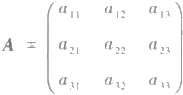 A = ( a₁₁ a₁₂ a₁₃
a₂₁ a₂₂ a₂₃
a₃₁ a₃₂ a₃₃ )